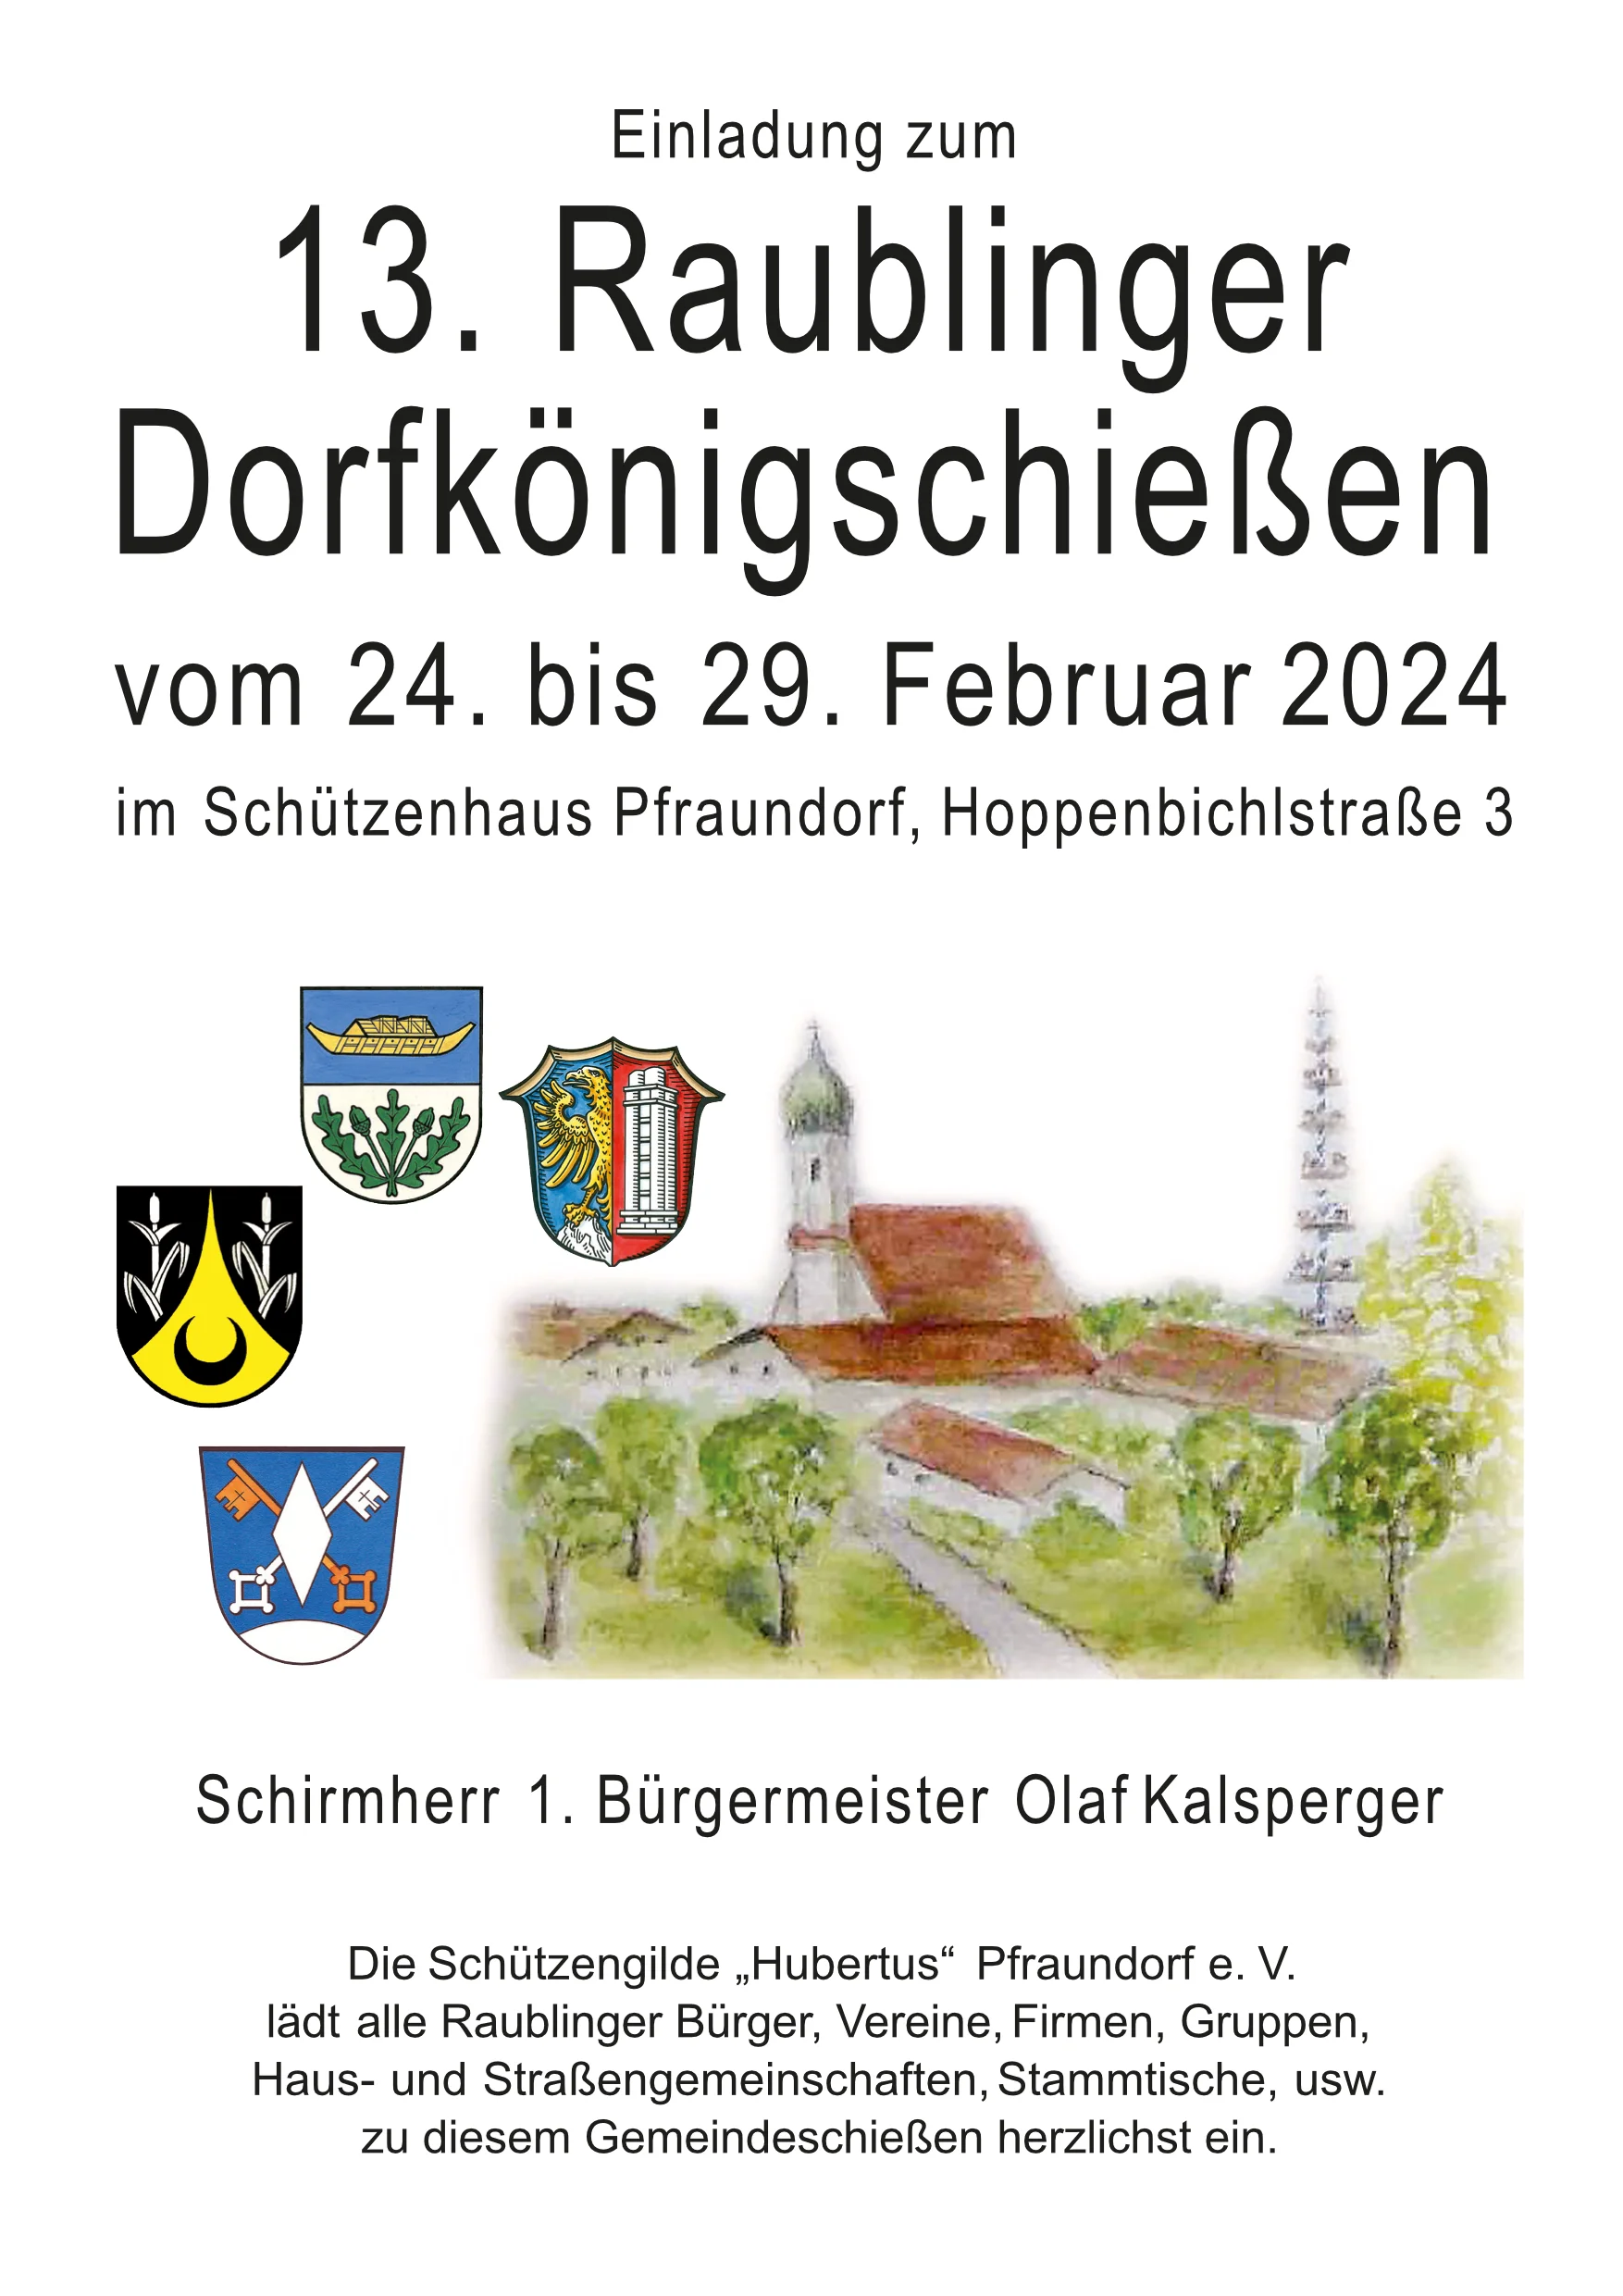 Einladung zum
13. Raublinger
Dorfkönigschießen
vom 24. bis 29. Februar 2024
im Schützenhaus Pfraundorf, Hoppenbichlstraße 3
Schirmherr 1. Bürgermeister Olaf Kalsperger
Die Schützengilde „Hubertus“ Pfraundorf e. V.
lädt alle Raublinger Bürger, Vereine, Firmen, Gruppen,
Haus- und Straßengemeinschaften, Stammtische, usw.
zu diesem Gemeindeschießen herzlichst ein.